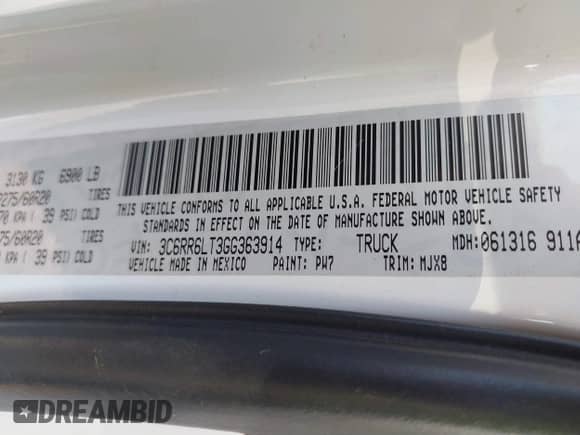 3130 KG 6900 LB
275/60R20 TIRES
70 KPA ( 39 PSI) COLD
75/60R20 TIRES
KPA ( 39 PSI) COLD
THIS VEHICLE CONFORMS TO ALL APPLICABLE U.S.A. FEDERAL MOTOR VEHICLE SAFETY
STANDARDS IN EFFECT ON THE DATE OF MANUFACTURE SHOWN ABOVE.
VIN: 3C6RR6LT3GG363914 TYPE: TRUCK MDH: 061316 911
VEHICLE MADE IN MEXICO PAINT: PW7 TRIM: MJX8
DREAMBID